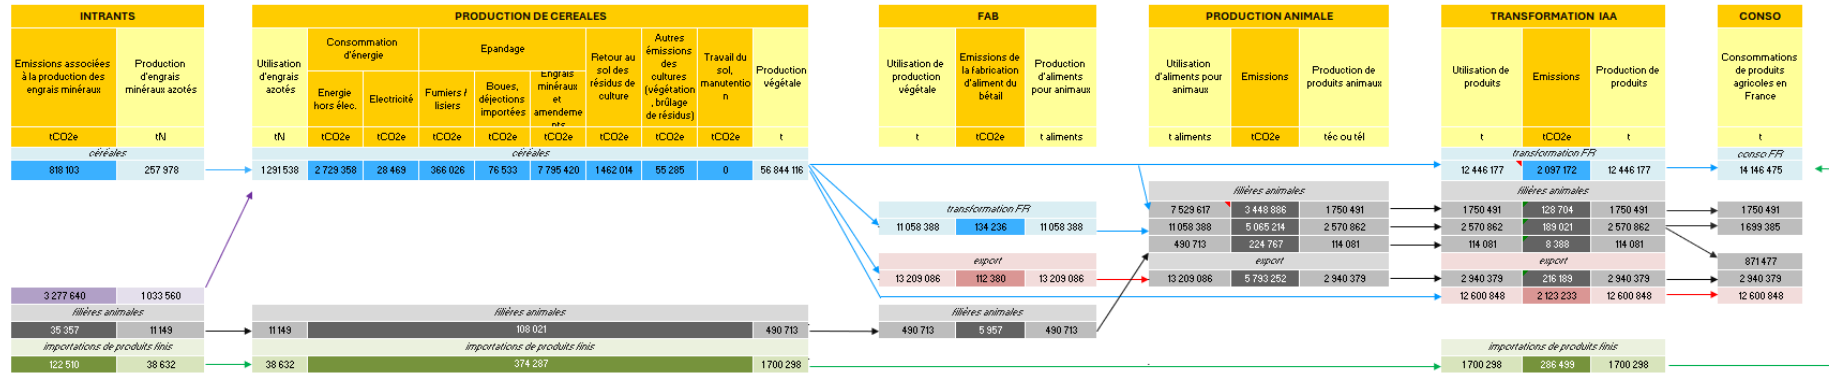 INTRANTS
PRODUCTION DE CEREALES
FAB
PRODUCTION ANIMALE
TRANSFORMATION IAA
CONSO
Emissions associées
à la production des
engrais minéraux
Production
d'engrais
minéraux azotés
Utilisation
d'engrais
azotés
Consommation
d'énergie
Energie
hors élec.
Electricité
Epandage
Fumiers /
lisiers
Boues,
déjections
importées
Engrais
minéraux
et
amendeme
nts
Retour au
sol des
résidus de
culture
Autres
émissions
des
cultures
(végétation
, brûlage
de résidus)
Travail du
sol,
manutentio
n
Production
végétale
Utilisation de
production
végétale
Emissions de
la fabrication
d'aliment du
bétail
Production
d'aliments
pour animaux
Utilisation
d'aliments pour
animaux
Emissions
Production de
produits animaux
Utilisation de
produits
Emissions
Production de
produits
Consommations
de produits
agricoles en
France
tCO2e tN tN tCO2e tCO2e tCO2e tCO2e tCO2e tCO2e tCO2e tCO2e t t tCO2e t aliments t aliments tCO2e téc ou tél t tCO2e t t
céréales céréales transformation FR conso FR
818 103 257 978 1 291 538 2 729 358 28 469 366 026 76 533 7 795 420 1 462 014 55 285 0 56 844 116 12 446 177 2 097 172 12 446 177 14 146 475
filières animales filières animales
transformation FR 7 529 617 3 448 886 1 750 491 1 750 491 128 704 1 750 491 1 750 491
11 058 388 134 236 11 058 388 11 058 388 5 065 214 2 570 862 2 570 862 189 021 2 570 862 1 699 385
490 713 224 767 114 081 114 081 8 388 114 081
export export export 871 477
13 209 086 112 380 13 209 086 13 209 086 5 793 252 2 940 379 2 940 379 216 189 2 940 379 2 940 379
3 277 640 1 033 560 12 600 848 2 123 233 12 600 848 12 600 848
filières animales filières animales filières animales
35 357 11 149 11 149 108 021 490 713 490 713 5 957 490 713
importations de produits finis importations de produits finis importations de produits finis
122 510 38 632 38 632 374 287 1 700 298 1 700 298 286 499 1 700 298